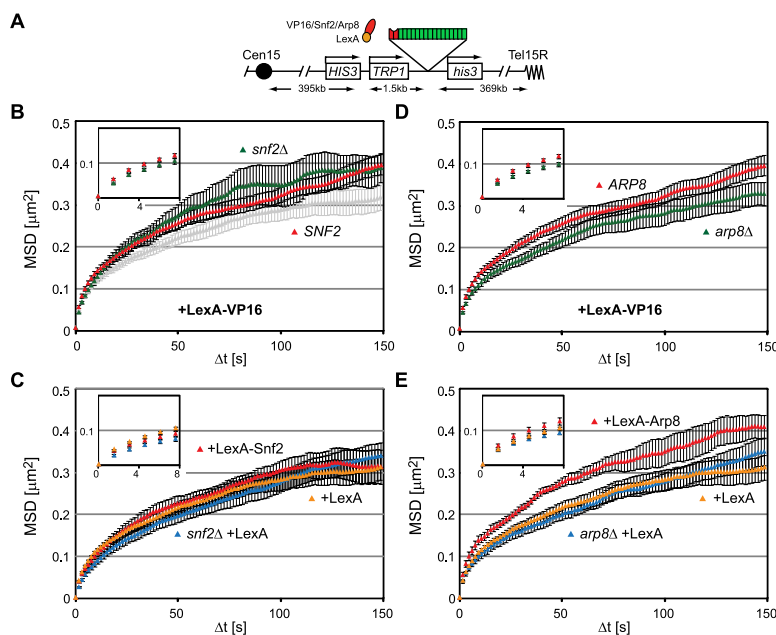 A
VP16/Snf2/Arp8
LexA
Cen15
HIS3
TRP1
his3
Tel15R
395kb
1.5kb
369kb
B
0.5
0.4
0.3
0.2
0.1
0
MSD [µm²]
0.1
0
4
snf2Δ
SNF2
+LexA-VP16
0
50
100
150
Δt [s]
D
0.5
0.4
0.3
0.2
0.1
0
MSD [µm²]
0.1
0
4
ARP8
arp8Δ
+LexA-VP16
0
50
100
150
Δt [s]
C
0.5
0.4
0.3
0.2
0.1
0
MSD [µm²]
0.1
0
4
8
+LexA-Snf2
+LexA
snf2Δ +LexA
0
50
100
150
Δt [s]
E
0.5
0.4
0.3
0.2
0.1
0
MSD [µm²]
0.1
0
4
8
+LexA-Arp8
+LexA
arp8Δ +LexA
0
50
100
150
Δt [s]